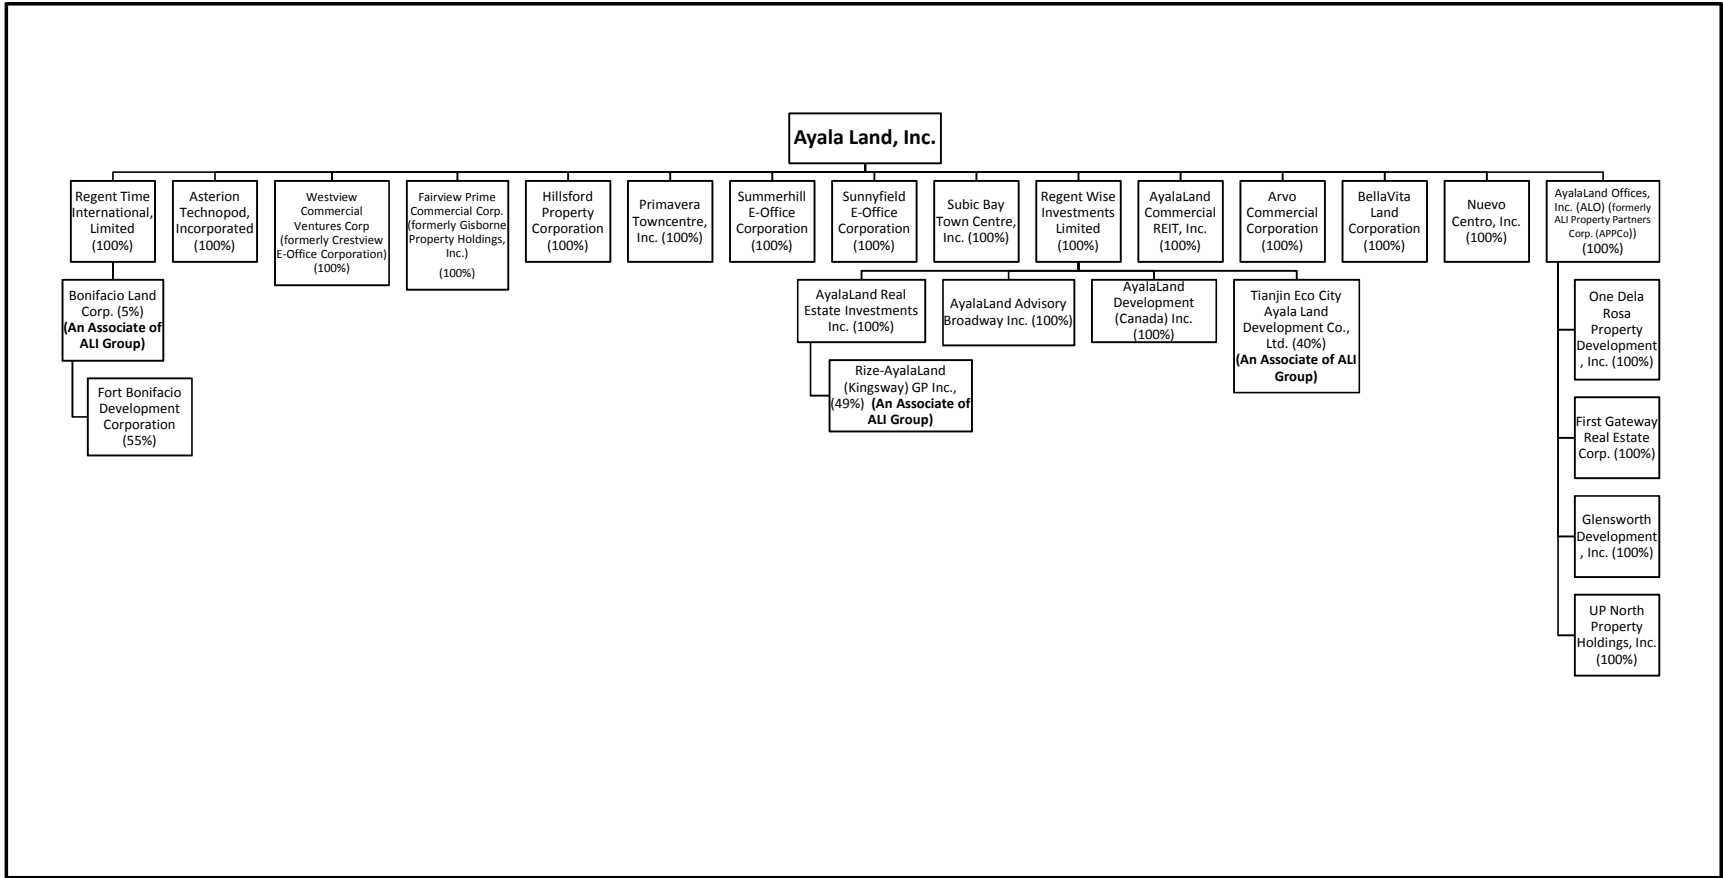 Ayala Land, Inc.
Regent Time
International,
Limited
(100%)
Asterion
Technopod,
Incorporated
(100%)
Westview
Commercial
Ventures Corp
(formerly Crestview
E-Office Corporation)
(100%)
Fairview Prime
Commercial Corp.
(formerly Gisborne
Property Holdings,
Inc.)
(100%)
Hillsford
Property
Corporation
(100%)
Primavera
Towncentre,
Inc. (100%)
Summerhill
E-Office
Corporation
(100%)
Sunnyfield
E-Office
Corporation
(100%)
Subic Bay
Town Centre,
Inc. (100%)
Regent Wise
Investments
Limited
(100%)
AyalaLand
Commercial
REIT, Inc.
(100%)
Arvo
Commercial
Corporation
(100%)
BellaVita
Land
Corporation
(100%)
Nuevo
Centro, Inc.
(100%)
AyalaLand Offices,
Inc. (ALO) (formerly
ALI Property Partners
Corp. (APPCo))
(100%)
Bonifacio Land
Corp. (5%)
(An Associate of
ALI Group)
Fort Bonifacio
Development
Corporation
(55%)
AyalaLand Real
Estate Investments
Inc. (100%)
Rize-AyalaLand
(Kingsway) GP Inc.,
(49%) (An Associate of
ALI Group)
AyalaLand Advisory
Broadway Inc. (100%)
AyalaLand
Development
(Canada) Inc.
(100%)
Tianjin Eco City
Ayala Land
Development Co.,
Ltd. (40%)
(An Associate of ALI
Group)
One Dela
Rosa
Property
Development
, Inc. (100%)
First Gateway
Real Estate
Corp. (100%)
Glensworth
Development
, Inc. (100%)
UP North
Property
Holdings, Inc.
(100%)